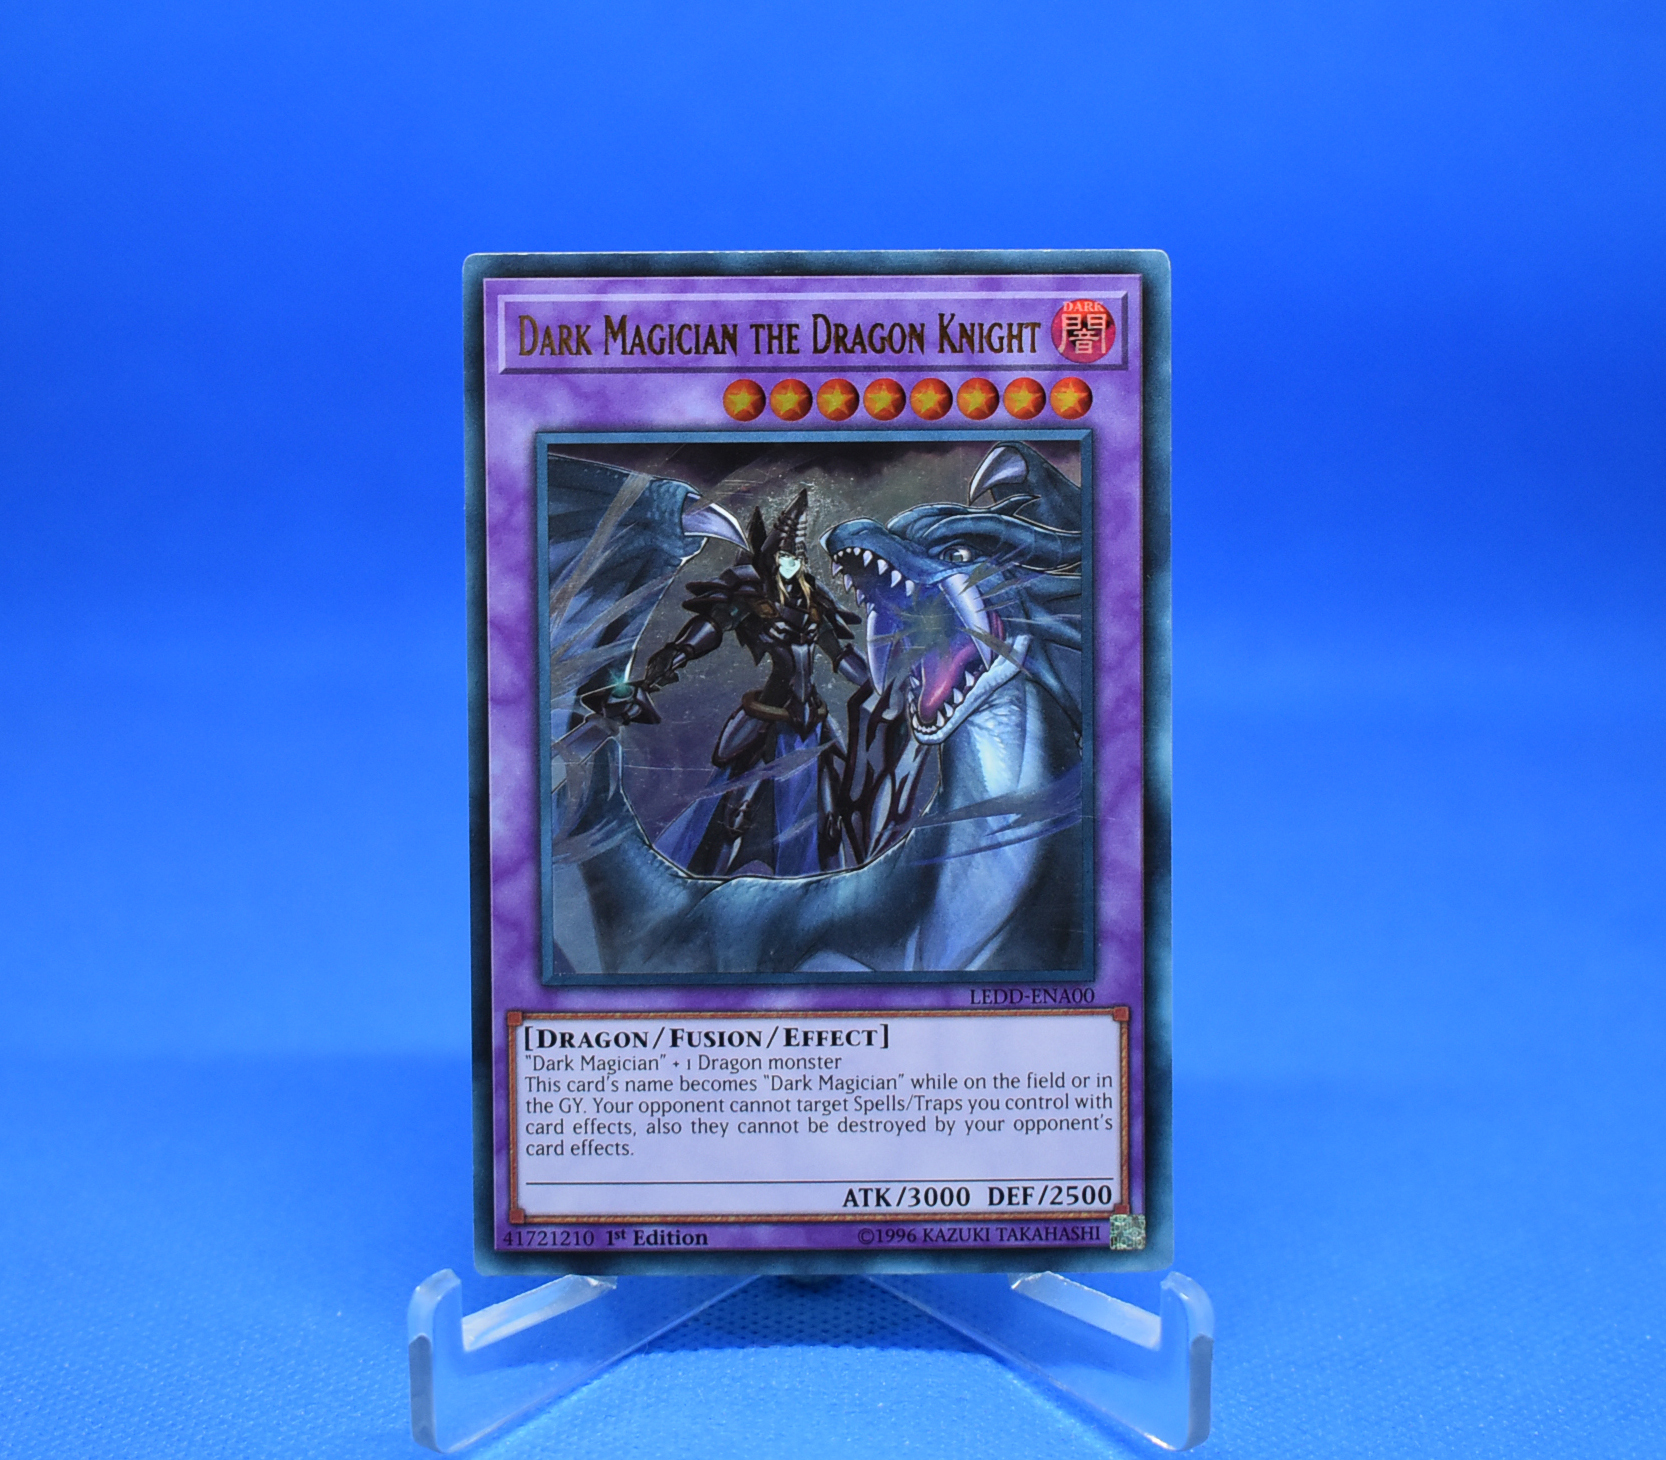 DARK MAGICIAN THE DRAGON KNIGHT
DARK
闇
LEDD-ENA00
[DRAGON/FUSION/EFFECT]
"Dark Magician" + 1 Dragon monster
This card's name becomes "Dark Magician" while on the field or in
the GY. Your opponent cannot target Spells/Traps you control with
card effects, also they cannot be destroyed by your opponent's
card effects.
ATK/3000 DEF/2500
41721210 1st Edition ©1996 KAZUKI TAKAHASHI